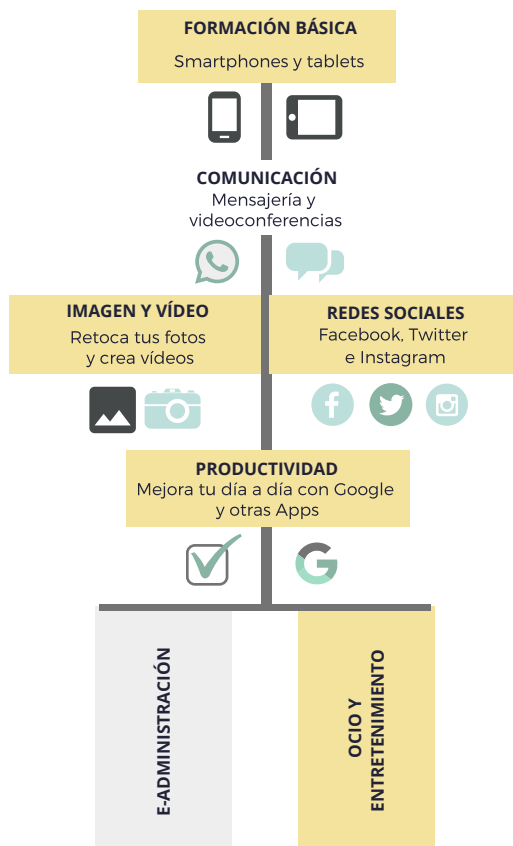 FORMACIÓN BÁSICA
Smartphones y tablets
COMUNICACIÓN
Mensajería y
videoconferencias
IMAGEN Y VÍDEO
Retoca tus fotos
y crea vídeos
REDES SOCIALES
Facebook, Twitter
e Instagram
PRODUCTIVIDAD
Mejora tu día a día con Google
y otras Apps
E-ADMINISTRACIÓN
OCIO Y
ENTRETENIMIENTO